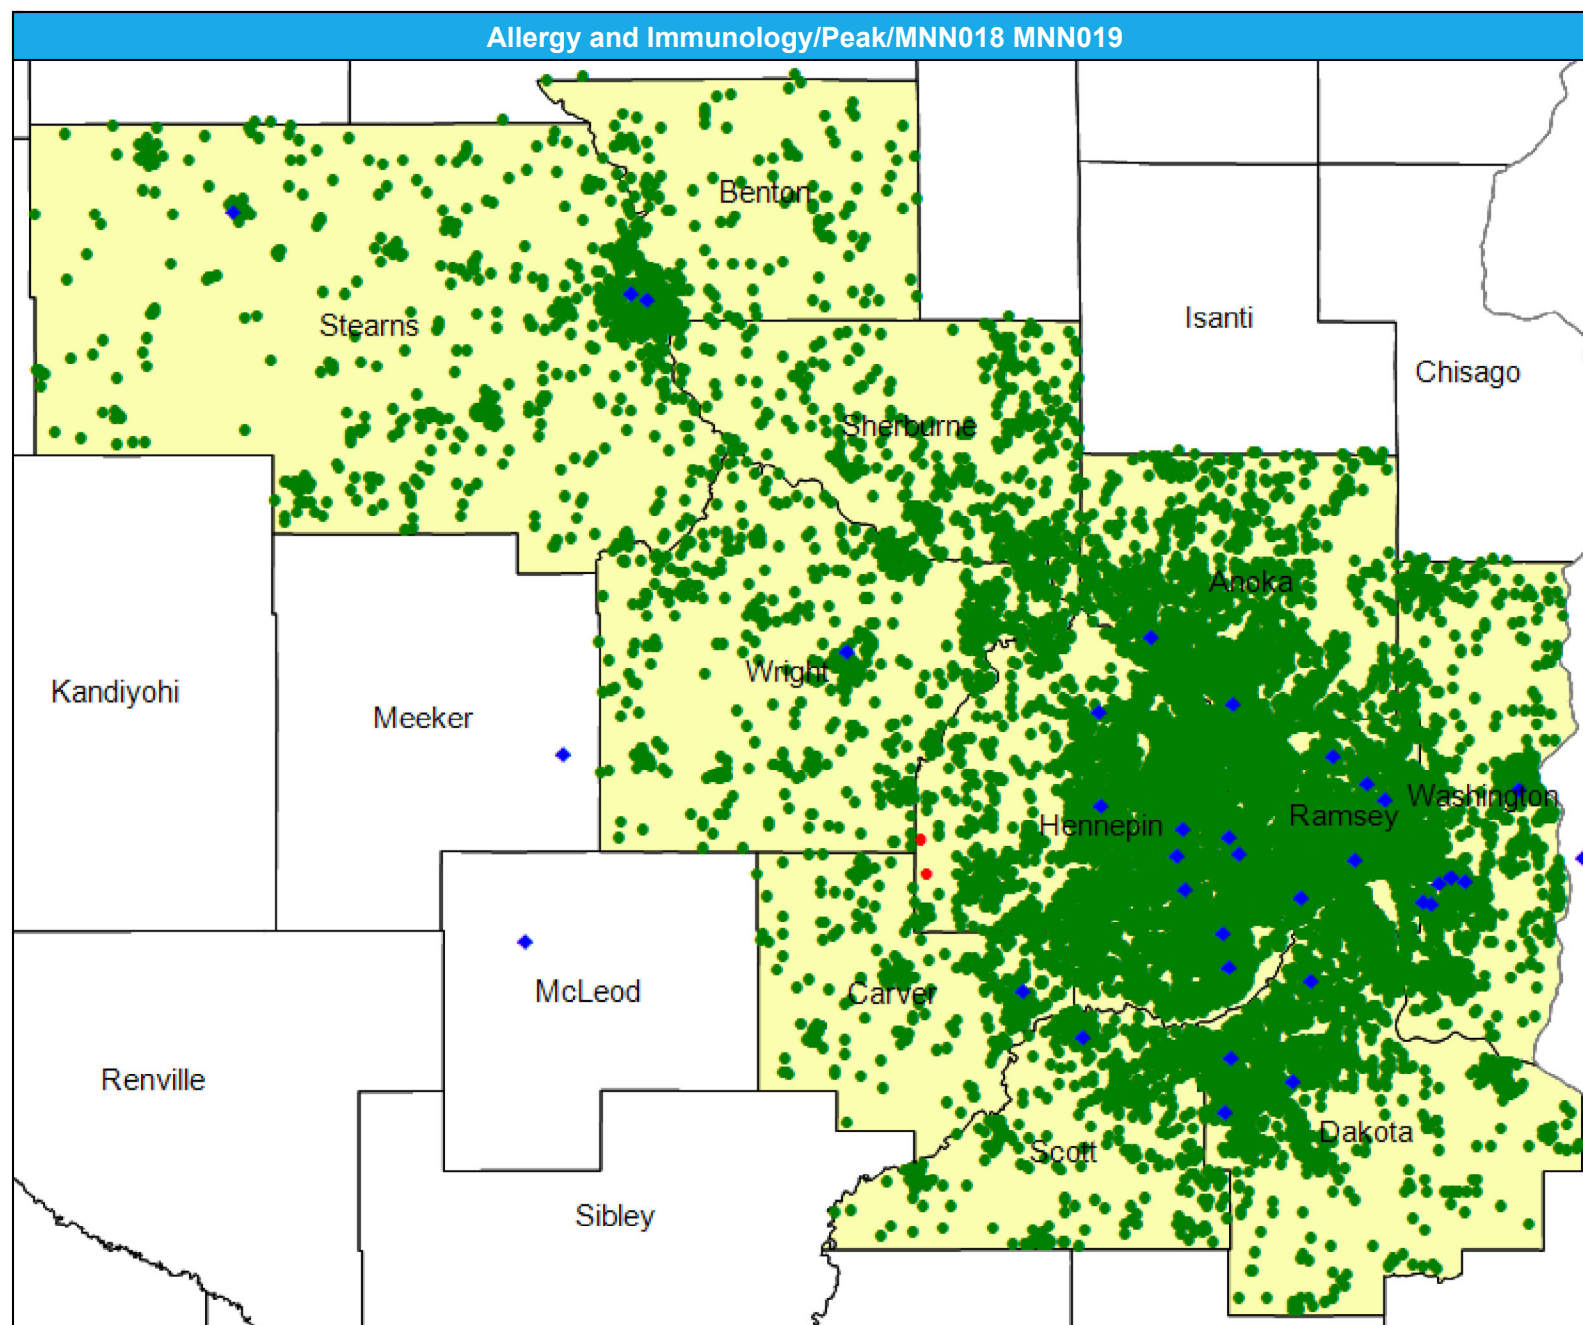 Allergy and Immunology/Peak/MNN018 MNN019
Benton
Stearns
Isanti
Chisago
Sherburne
Anoka
Wright
Kandiyohi
Meeker
Washington
Ramsey
Hennepin
McLeod
Carver
Renville
Dakota
Scott
Sibley